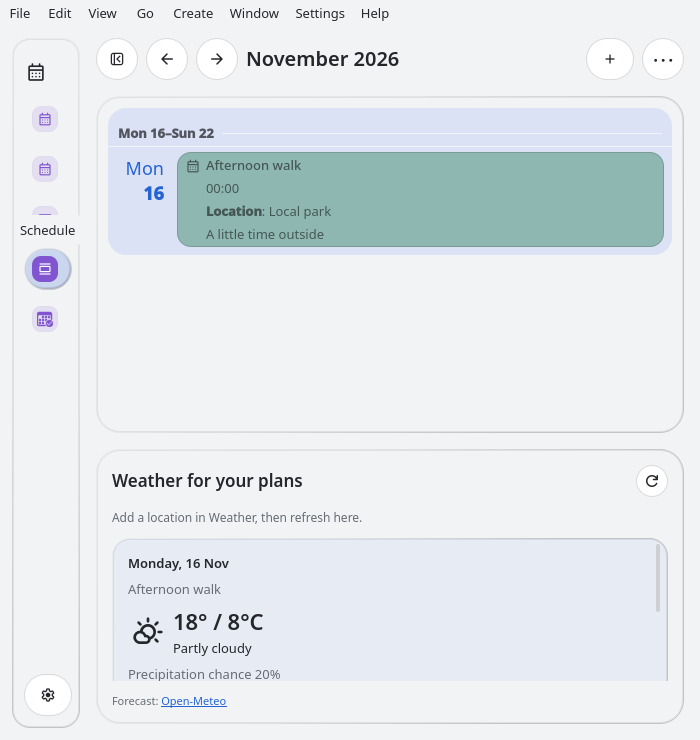 File Edit View Go Create Window Settings Help
November 2026
Schedule
Mon 16–Sun 22
Mon
16
Afternoon walk
00:00
Location: Local park
A little time outside
Weather for your plans
Add a location in Weather, then refresh here.
Monday, 16 Nov
Afternoon walk
18° / 8°C
Partly cloudy
Precipitation chance 20%
Forecast: Open-Meteo